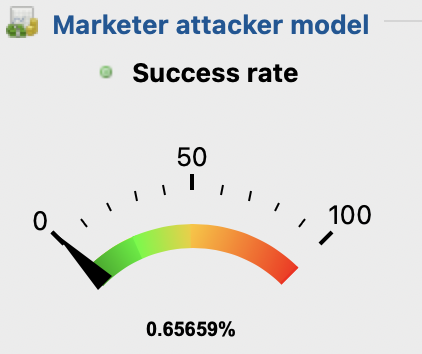 Marketer attacker model
Success rate
50
0
100
0.65659%